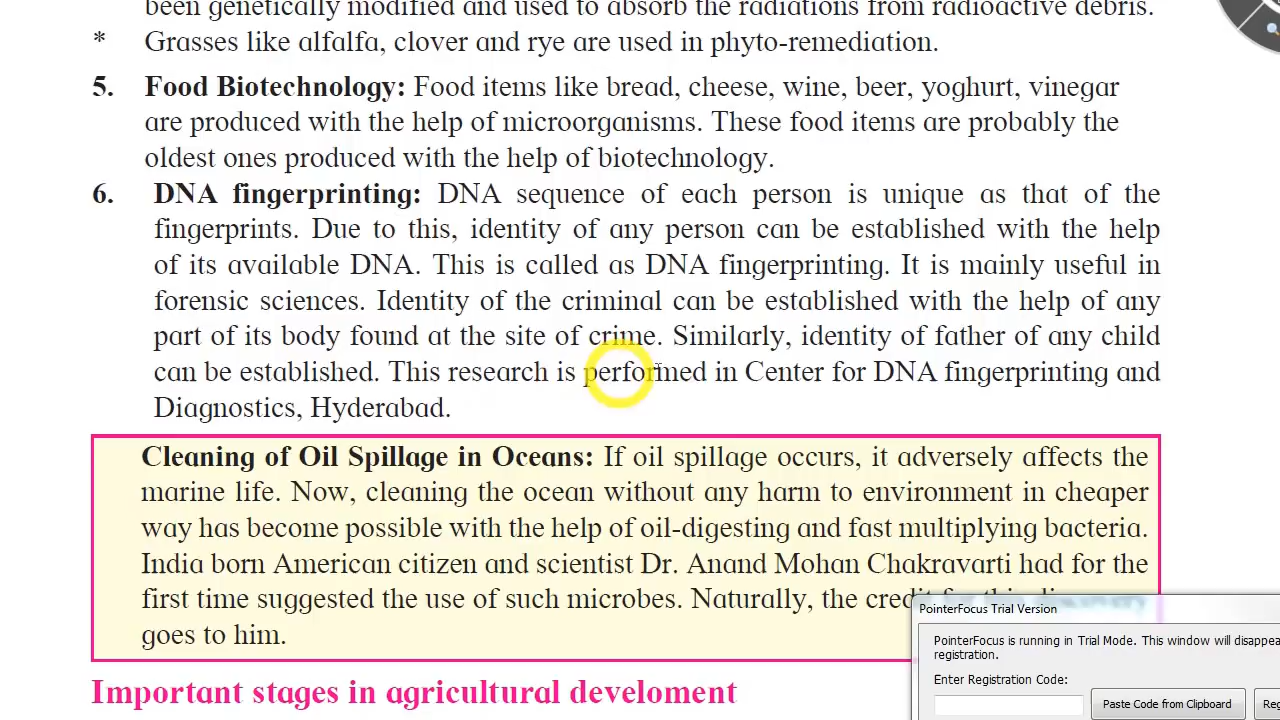 been genetically modified and used to absorb the radiations from radioactive debris.
* Grasses like alfalfa, clover and rye are used in phyto-remediation.
5. Food Biotechnology: Food items like bread, cheese, wine, beer, yoghurt, vinegar
are produced with the help of microorganisms. These food items are probably the
oldest ones produced with the help of biotechnology.
6. DNA fingerprinting: DNA sequence of each person is unique as that of the
fingerprints. Due to this, identity of any person can be established with the help
of its available DNA. This is called as DNA fingerprinting. It is mainly useful in
forensic sciences. Identity of the criminal can be established with the help of any
part of its body found at the site of crime. Similarly, identity of father of any child
can be established. This research is performed in Center for DNA fingerprinting and
Diagnostics, Hyderabad.
Cleaning of Oil Spillage in Oceans: If oil spillage occurs, it adversely affects the
marine life. Now, cleaning the ocean without any harm to environment in cheaper
way has become possible with the help of oil-digesting and fast multiplying bacteria.
India born American citizen and scientist Dr. Anand Mohan Chakravarti had for the
first time suggested the use of such microbes. Naturally, the credit for this discovery
goes to him.
Important stages in agricultural develoment
PointerFocus Trial Version
PointerFocus is running in Trial Mode. This window will disappea
registration.
Enter Registration Code:
Paste Code from Clipboard
Reg